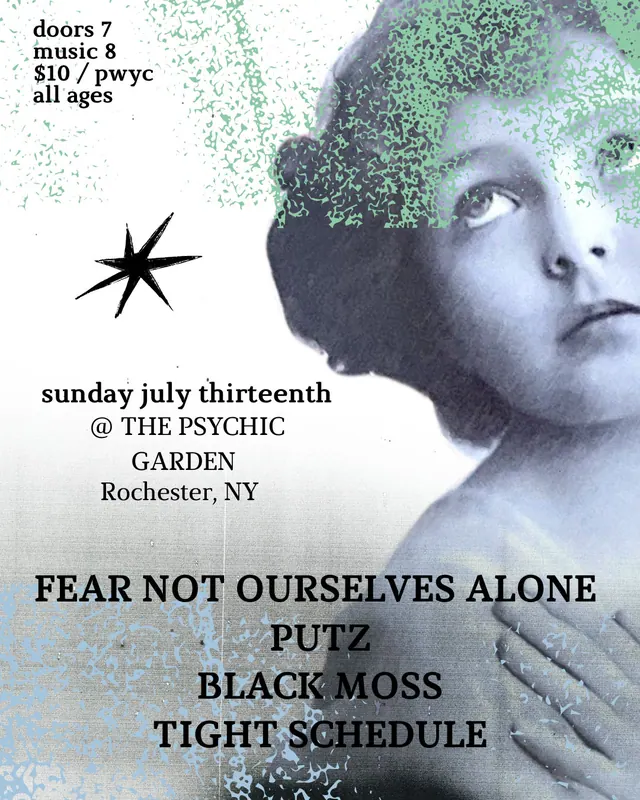 doors 7
music 8
$10 / pwyc
all ages
sunday july thirteenth
@ THE PSYCHIC
GARDEN
Rochester, NY
FEAR NOT OURSELVES ALONE
PUTZ
BLACK MOSS
TIGHT SCHEDULE